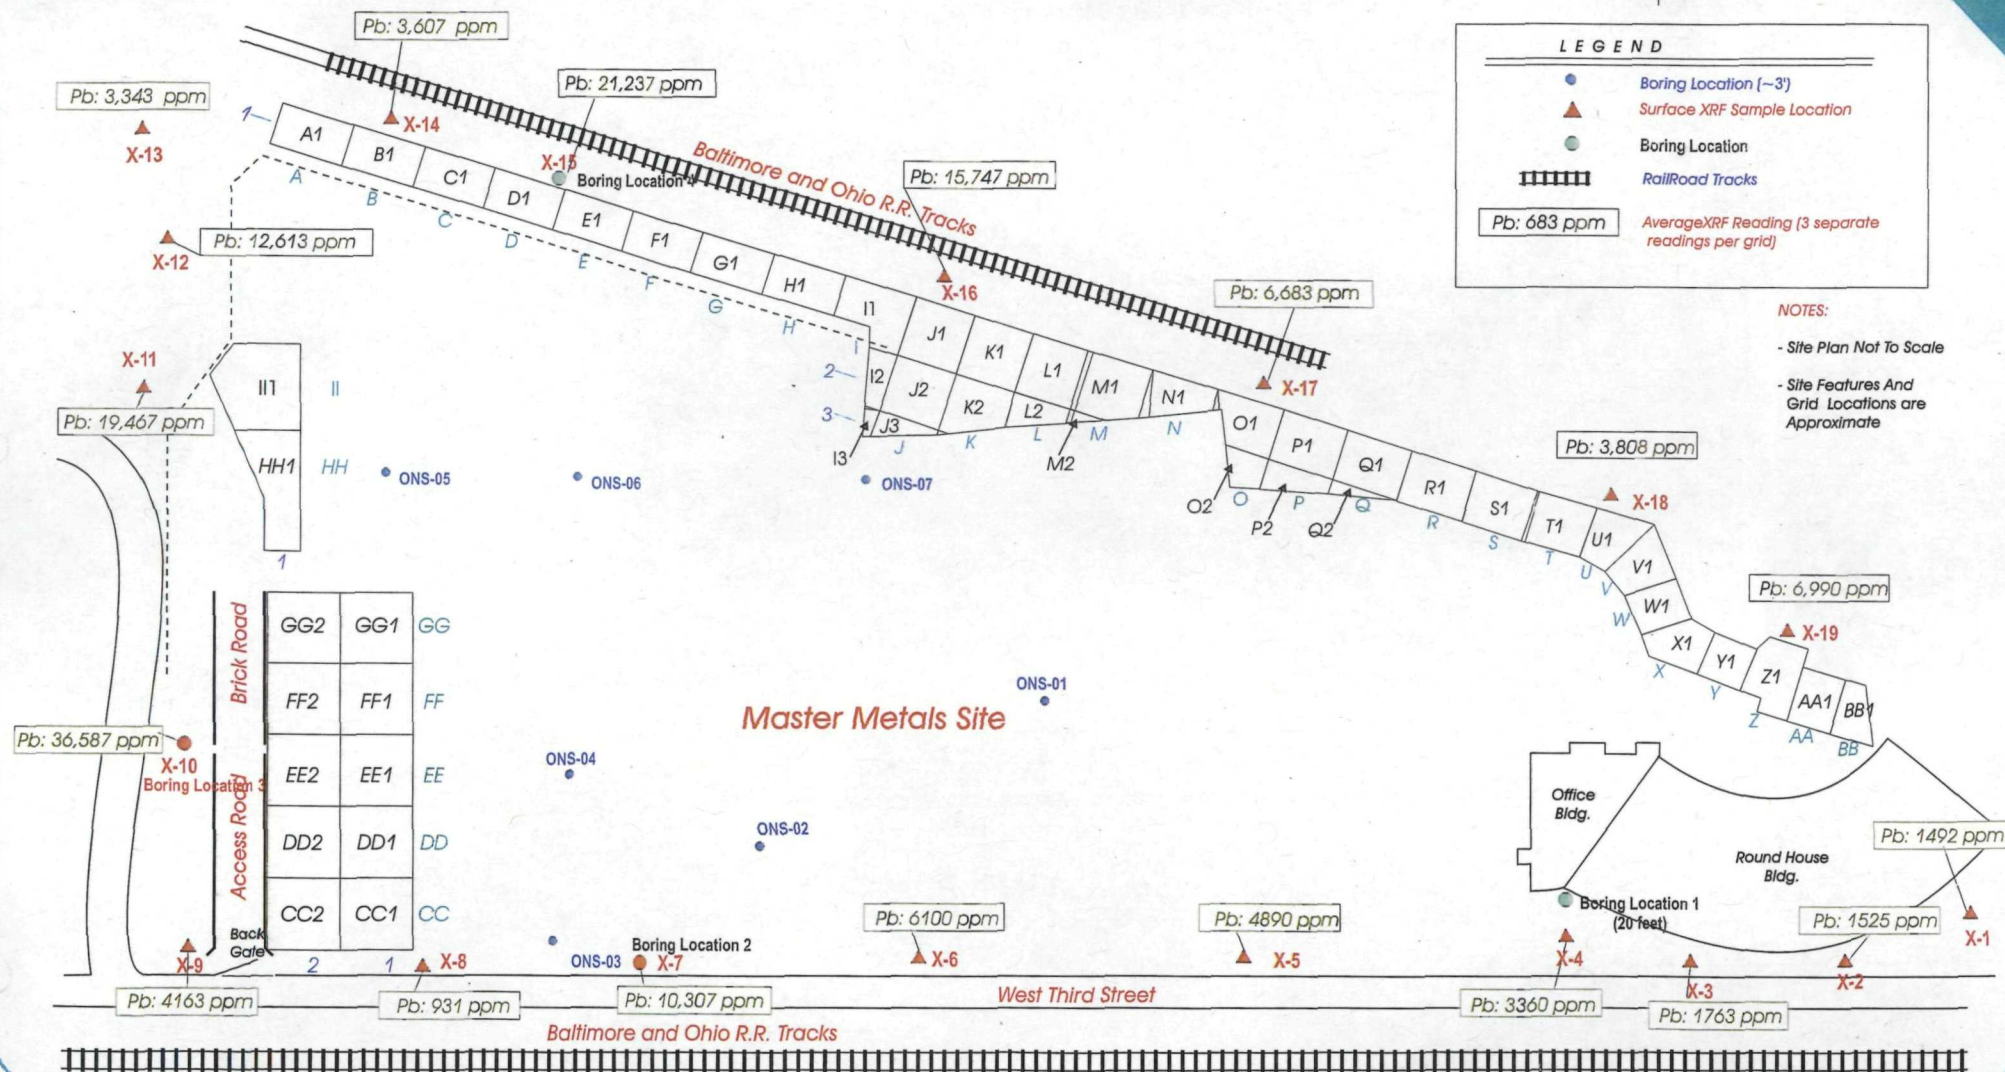 Pb: 3,607 ppm
LEGEND
Boring Location (~3')
Surface XRF Sample Location
Boring Location
RailRoad Tracks
Pb: 683 ppm
AverageXRF Reading (3 separate
readings per grid)
NOTES:
- Site Plan Not To Scale
- Site Features And
Grid Locations are
Approximate
Pb: 3,343 ppm
X-13
X-14
Pb: 21,237 ppm
X-15
Boring Location 4
Baltimore and Ohio R.R. Tracks
Pb: 15,747 ppm
X-16
Pb: 6,683 ppm
X-17
Pb: 12,613 ppm
X-12
1
A1
B1
C1
D1
E1
F1
G1
H1
I1
J1
K1
L1
M1
N1
O1
P1
Q1
R1
S1
T1
U1
V1
W1
X1
Y1
Z1
AA1
BB1
A
B
C
D
E
F
G
H
I
2
3
I2
J2
K2
L2
J3
I3
M2
O2
P2
Q2
J
K
L
M
N
O
P
Q
R
S
T
U
V
W
X
Y
Z
AA
BB
Pb: 3,808 ppm
X-18
Pb: 6,990 ppm
X-19
X-11
Pb: 19,467 ppm
II1
II
HH1
HH
1
ONS-05
ONS-06
ONS-07
Brick Road
Access Road
GG2
GG1
GG
FF2
FF1
FF
EE2
EE1
EE
DD2
DD1
DD
CC2
CC1
CC
2
1
Master Metals Site
ONS-01
ONS-04
ONS-02
ONS-03
Pb: 36,587 ppm
X-10
Boring Location 3
Back
Gate
X-9
Pb: 4163 ppm
X-8
Pb: 931 ppm
Boring Location 2
X-7
Pb: 10,307 ppm
Pb: 6100 ppm
X-6
Pb: 4890 ppm
X-5
Office
Bldg.
Round House
Bldg.
Boring Location 1
(20 feet)
X-4
Pb: 3360 ppm
X-3
Pb: 1763 ppm
Pb: 1525 ppm
X-2
Pb: 1492 ppm
X-1
West Third Street
Baltimore and Ohio R.R. Tracks